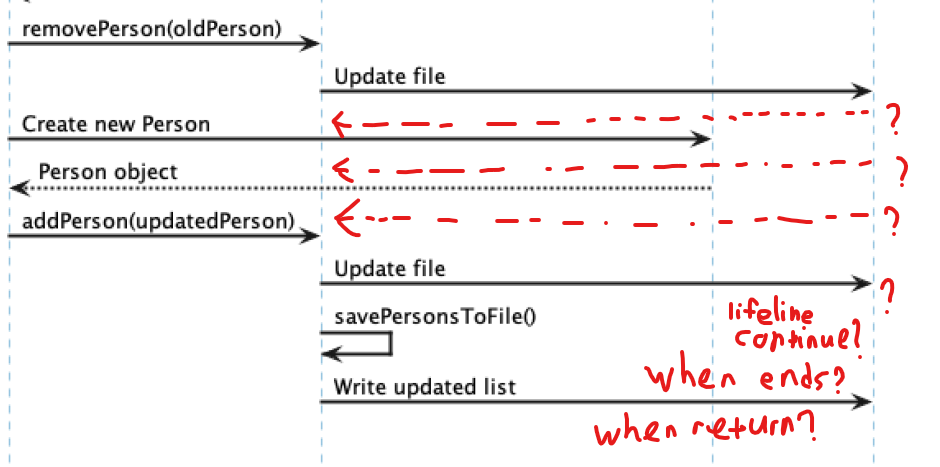 removePerson(oldPerson)
Update file
Create new Person
?
Person object
?
addPerson(updatedPerson)
?
Update file
?
savePersonsToFile()
lifeline
continue?
when ends?
Write updated list
when return?